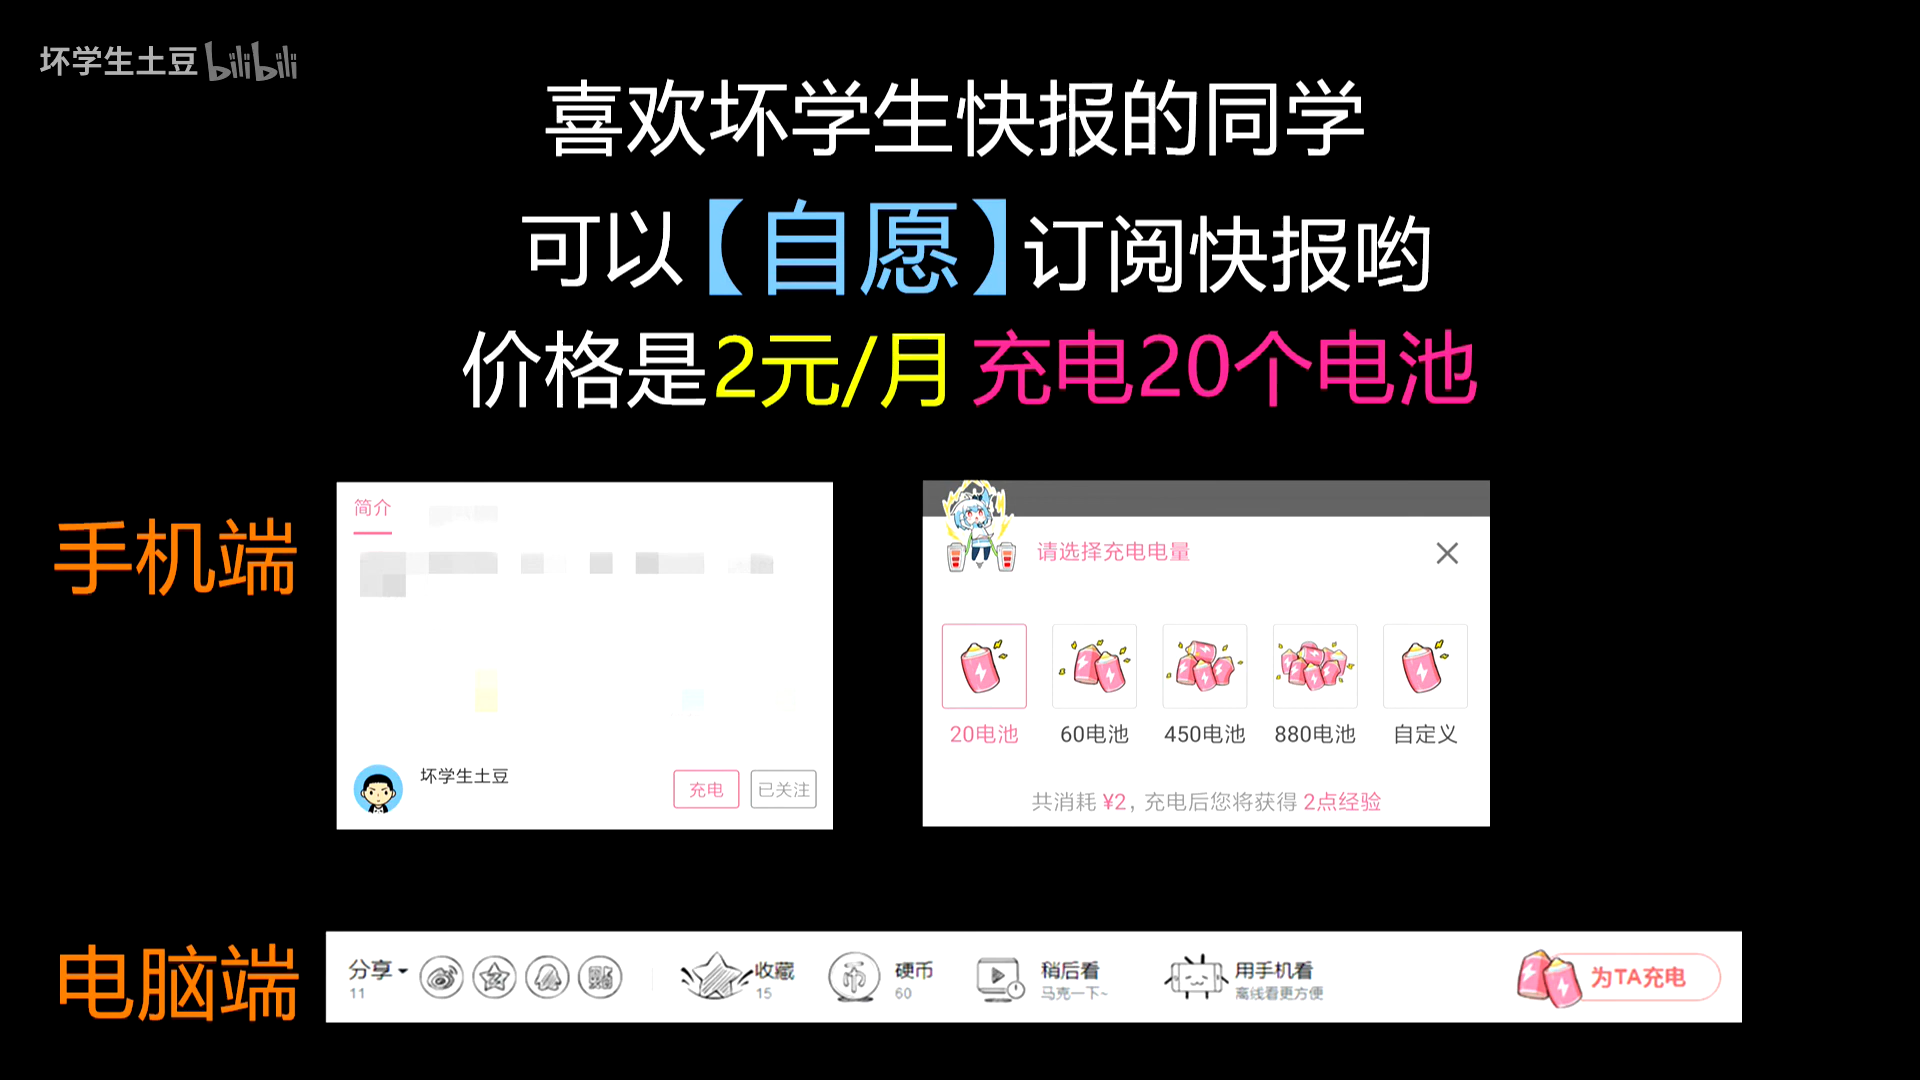 坏学生土豆 bilibili
喜欢坏学生快报的同学
可以【自愿】订阅快报哟
价格是2元/月 充电20个电池
手机端
简介
坏学生土豆
充电
已关注
请选择充电电量
20电池 60电池 450电池 880电池 自定义
共消耗 ¥2，充电后您将获得 2点经验
电脑端
分享 收藏 硬币 稍后看 用手机看 为TA充电
11 15 60 马克一下~ 离线看更方便